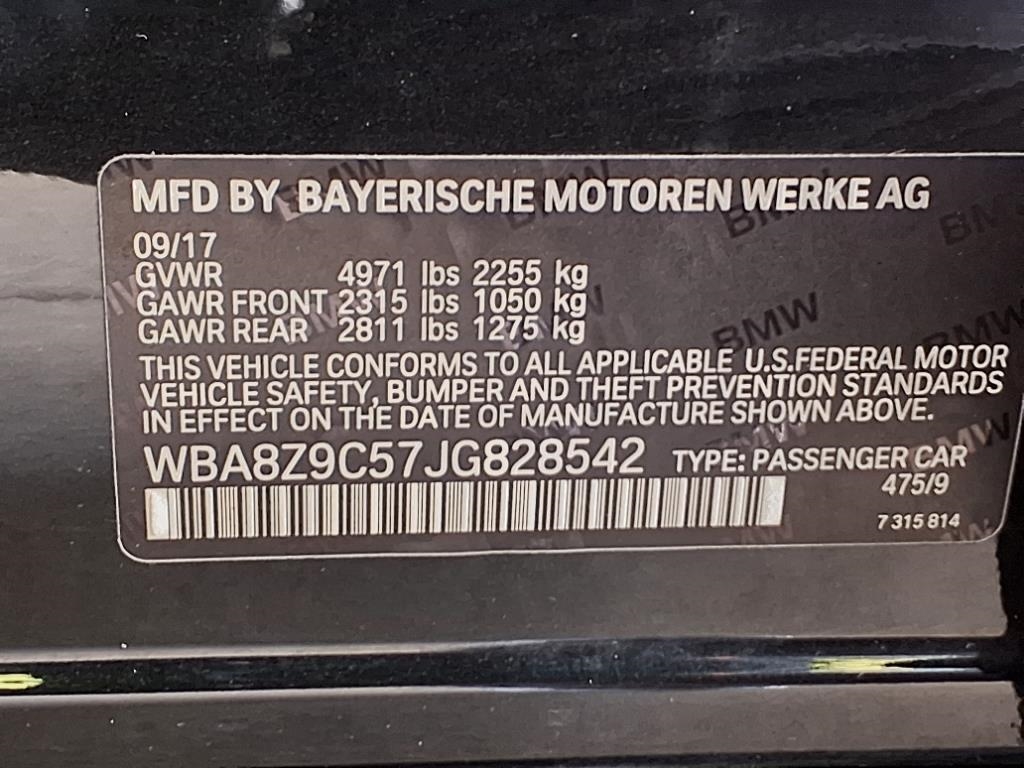 MFD BY BAYERISCHE MOTOREN WERKE AG
09/17
GVWR 4971 lbs 2255 kg
GAWR FRONT 2315 lbs 1050 kg
GAWR REAR 2811 lbs 1275 kg
THIS VEHICLE CONFORMS TO ALL APPLICABLE U.S.FEDERAL MOTOR
VEHICLE SAFETY, BUMPER AND THEFT PREVENTION STANDARDS
IN EFFECT ON THE DATE OF MANUFACTURE SHOWN ABOVE.
WBA8Z9C57JG828542 TYPE: PASSENGER CAR
475/9
7 315 814